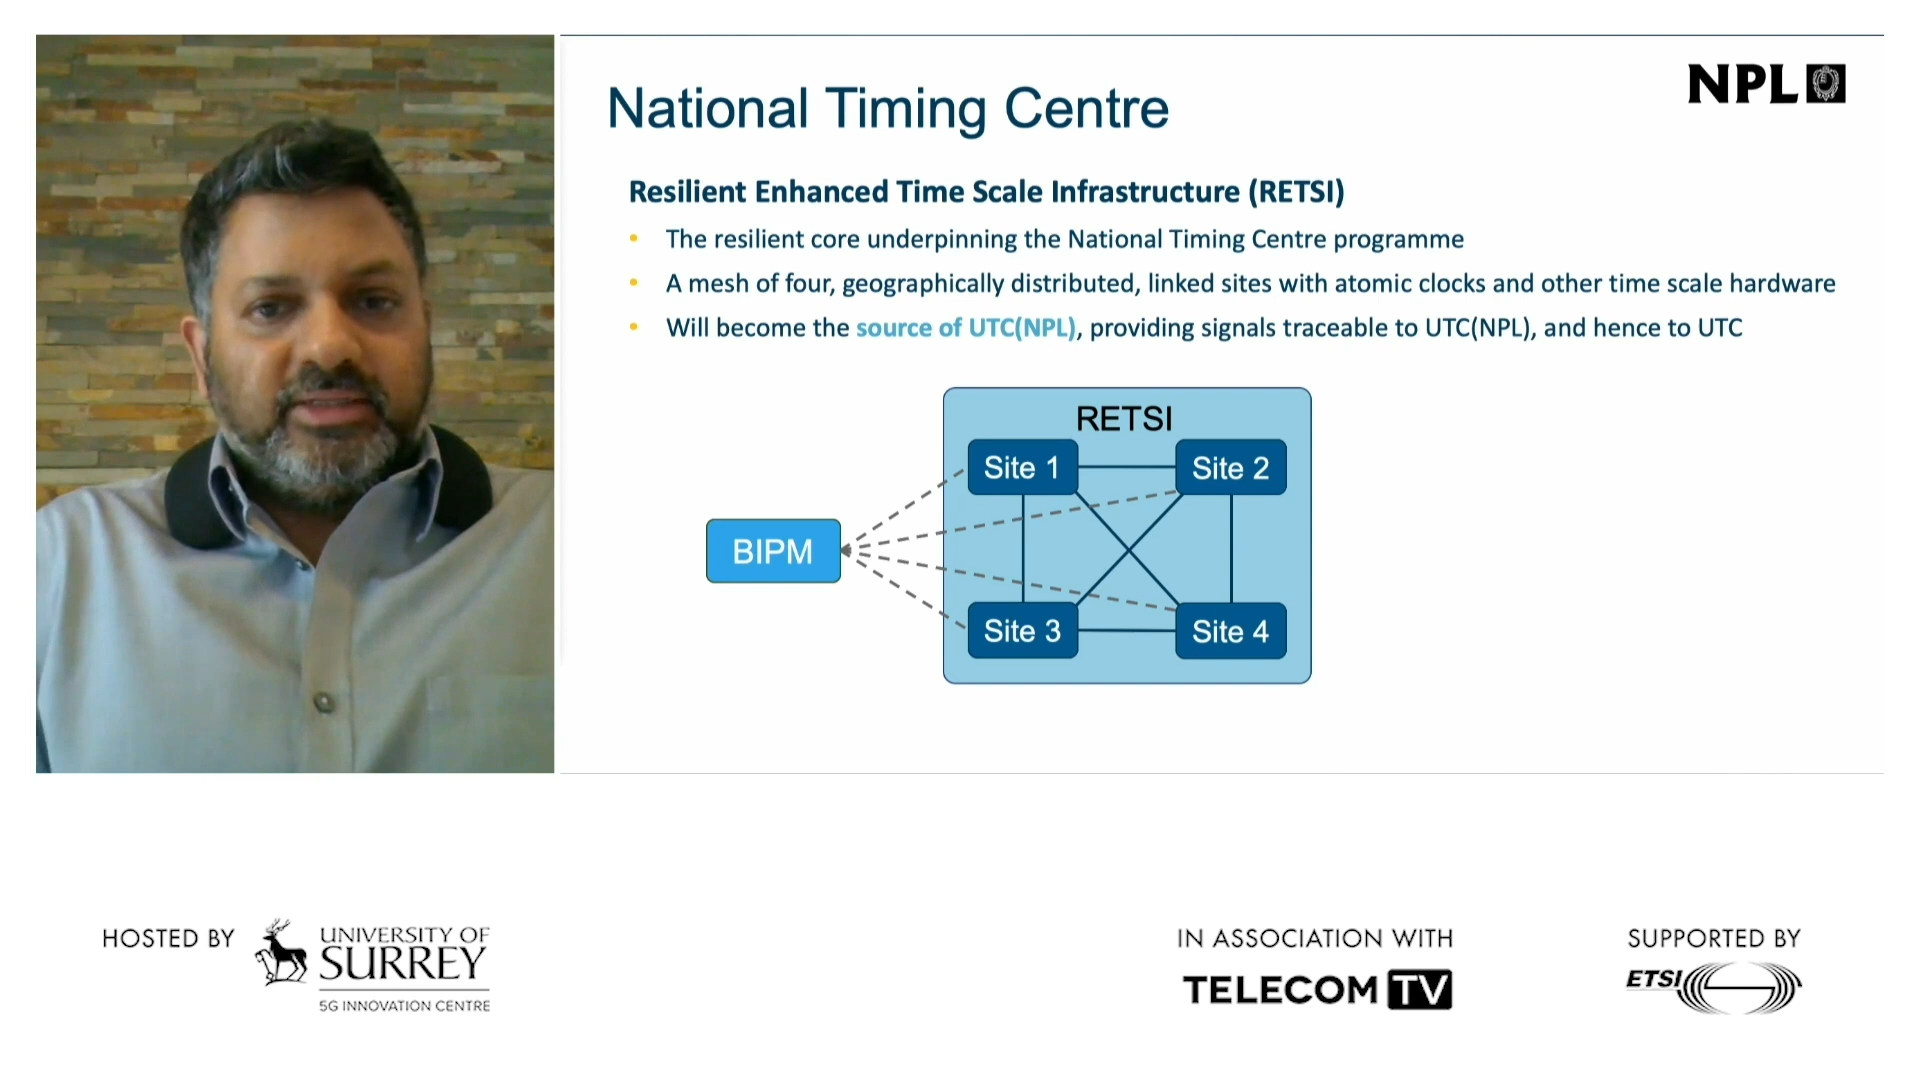 NPL
National Timing Centre
Resilient Enhanced Time Scale Infrastructure (RETSI)
• The resilient core underpinning the National Timing Centre programme
• A mesh of four, geographically distributed, linked sites with atomic clocks and other time scale hardware
• Will become the source of UTC(NPL), providing signals traceable to UTC(NPL), and hence to UTC
RETSI
Site 1
Site 2
BIPM
Site 3
Site 4
HOSTED BY
UNIVERSITY OF
SURREY
5G INNOVATION CENTRE
IN ASSOCIATION WITH
TELECOM TV
SUPPORTED BY
ETSI